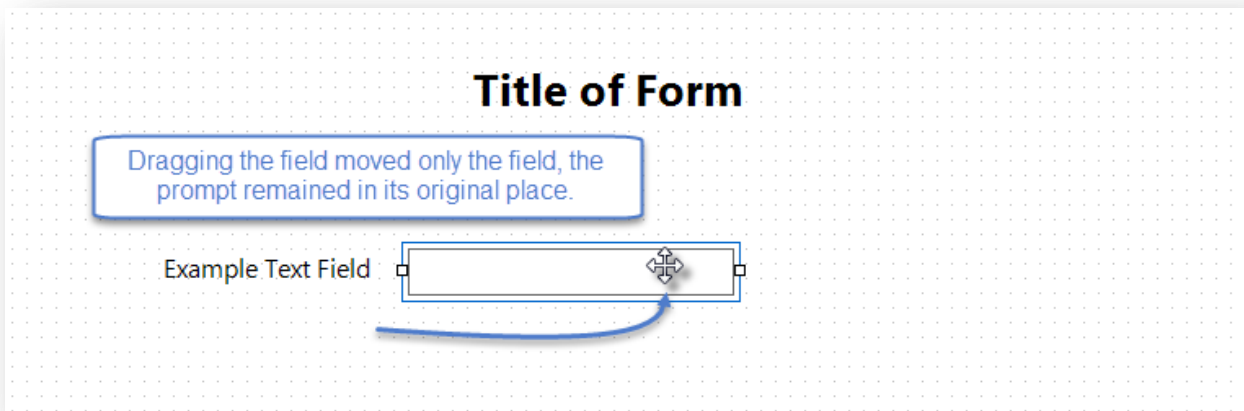 Title of Form
Dragging the field moved only the field, the
prompt remained in its original place.
Example Text Field